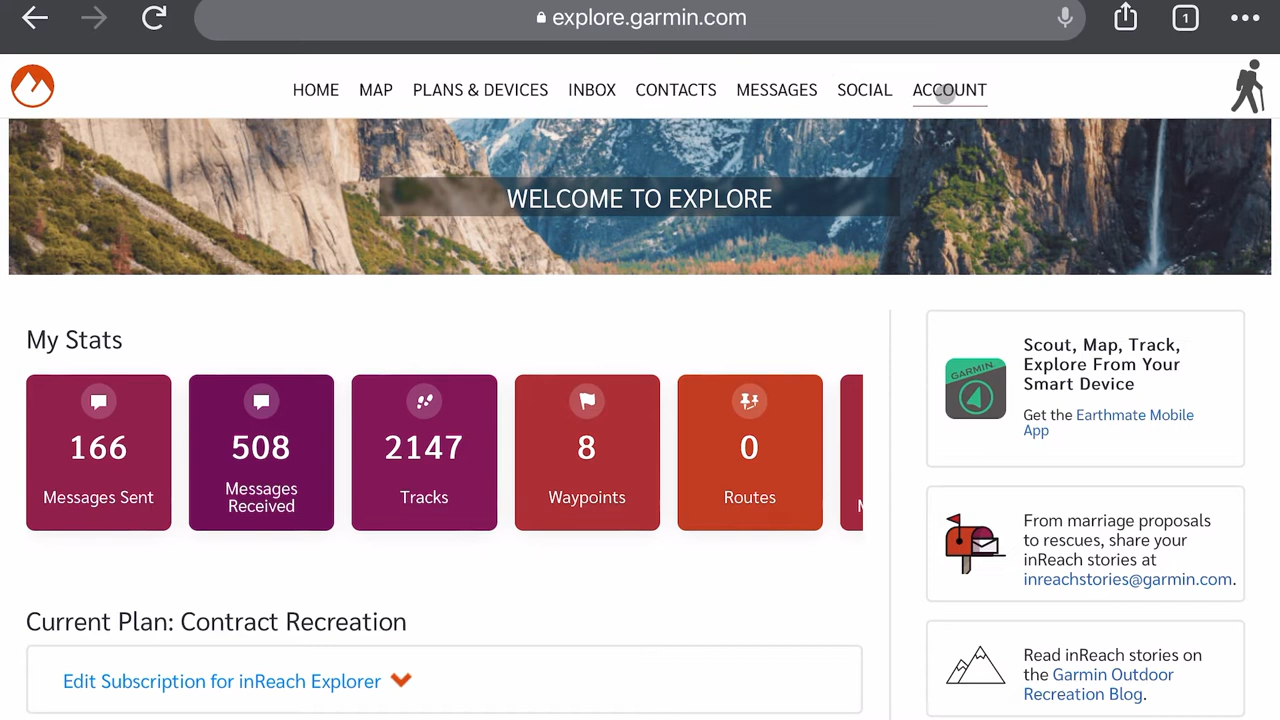 explore.garmin.com
1
HOME MAP PLANS & DEVICES INBOX CONTACTS MESSAGES SOCIAL ACCOUNT
WELCOME TO EXPLORE
My Stats
166
Messages Sent
508
Messages
Received
2147
Tracks
8
Waypoints
0
Routes
Current Plan: Contract Recreation
Edit Subscription for inReach Explorer
GARMIN
Scout, Map, Track,
Explore From Your
Smart Device
Get the Earthmate Mobile
App
From marriage proposals
to rescues, share your
inReach stories at
inreachstories@garmin.com.
Read inReach stories on
the Garmin Outdoor
Recreation Blog.